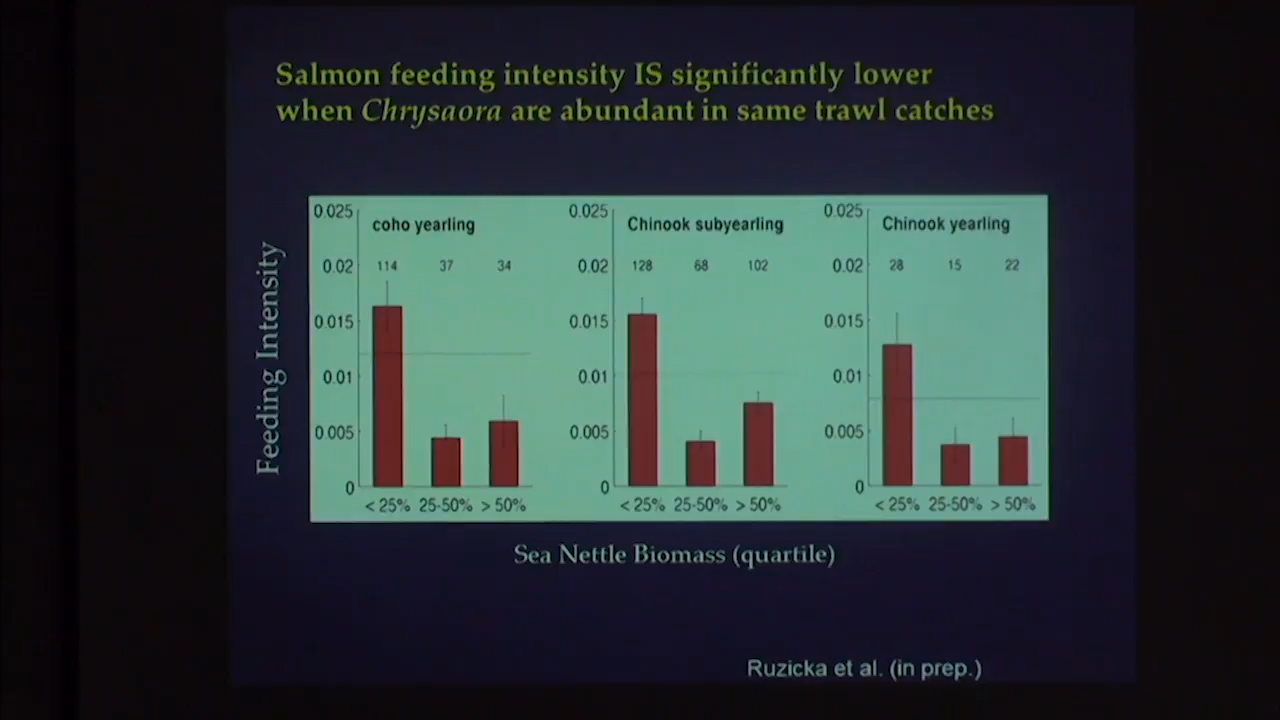 Salmon feeding intensity IS significantly lower
when Chrysaora are abundant in same trawl catches
Feeding Intensity
0.025
0.02
0.015
0.01
0.005
0
coho yearling
114 37 34
< 25% 25-50% > 50%
0.025
0.02
0.015
0.01
0.005
0
Chinook subyearling
128 68 102
< 25% 25-50% > 50%
0.025
0.02
0.015
0.01
0.005
0
Chinook yearling
28 15 22
< 25% 25-50% > 50%
Sea Nettle Biomass (quartile)
Ruzicka et al. (in prep.)